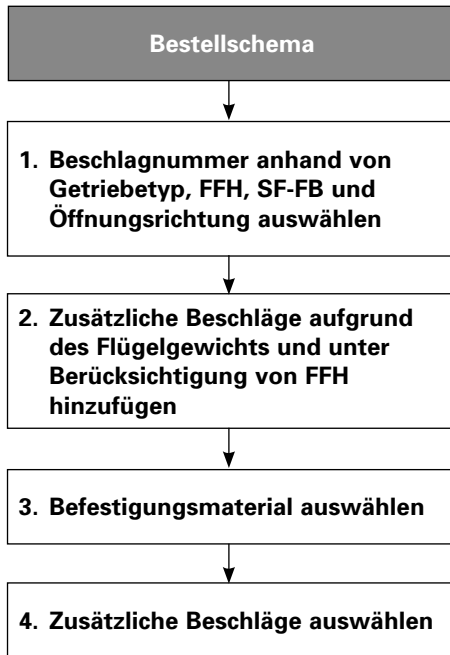 Bestellschema
1. Beschlagnummer anhand von
Getriebetyp, FFH, SF-FB und
Öffnungsrichtung auswählen
2. Zusätzliche Beschläge aufgrund
des Flügelgewichts und unter
Berücksichtigung von FFH
hinzufügen
3. Befestigungsmaterial auswählen
4. Zusätzliche Beschläge auswählen